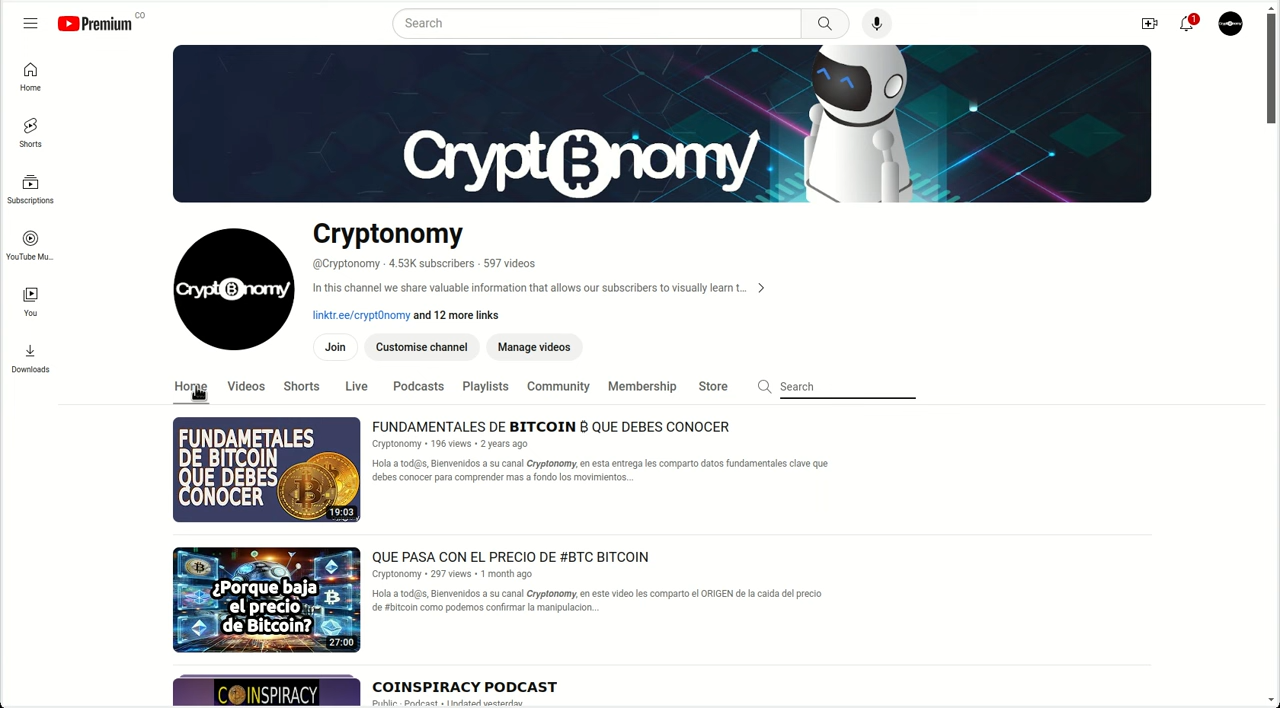 Premium CO
Search
1
Home
Shorts
Subscriptions
YouTube Mu...
You
Downloads
Crypt₿nomy
Crypt₿nomy
Cryptonomy
@Cryptonomy · 4.53K subscribers · 597 videos
In this channel we share valuable information that allows our subscribers to visually learn t...
linktr.ee/crypt0nomy and 12 more links
Join
Customise channel
Manage videos
Home
Videos
Shorts
Live
Podcasts
Playlists
Community
Membership
Store
Search
FUNDAMETALES
DE BITCOIN
QUE DEBES
CONOCER
19:03
FUNDAMENTALES DE 𝗕𝗜𝗧𝗖𝗢𝗜𝗡 ₿ QUE DEBES CONOCER
Cryptonomy • 196 views • 2 years ago
Hola a tod@s, Bienvenidos a su canal Cryptonomy, en esta entrega les comparto datos fundamentales clave que
debes conocer para comprender mas a fondo los movimientos...
¿Porque baja
el precio
de Bitcoin?
27:00
QUE PASA CON EL PRECIO DE #BTC BITCOIN
Cryptonomy • 297 views • 1 month ago
Hola a tod@s, Bienvenidos a su canal Cryptonomy, en este video les comparto el ORIGEN de la caida del precio
de #bitcoin como podemos confirmar la manipulacion...
COINSPIRACY
𝗖𝗢𝗜𝗡𝗦𝗣𝗜𝗥𝗔𝗖𝗬 𝗣𝗢𝗗𝗖𝗔𝗦𝗧
Public · Podcast • Updated yesterday